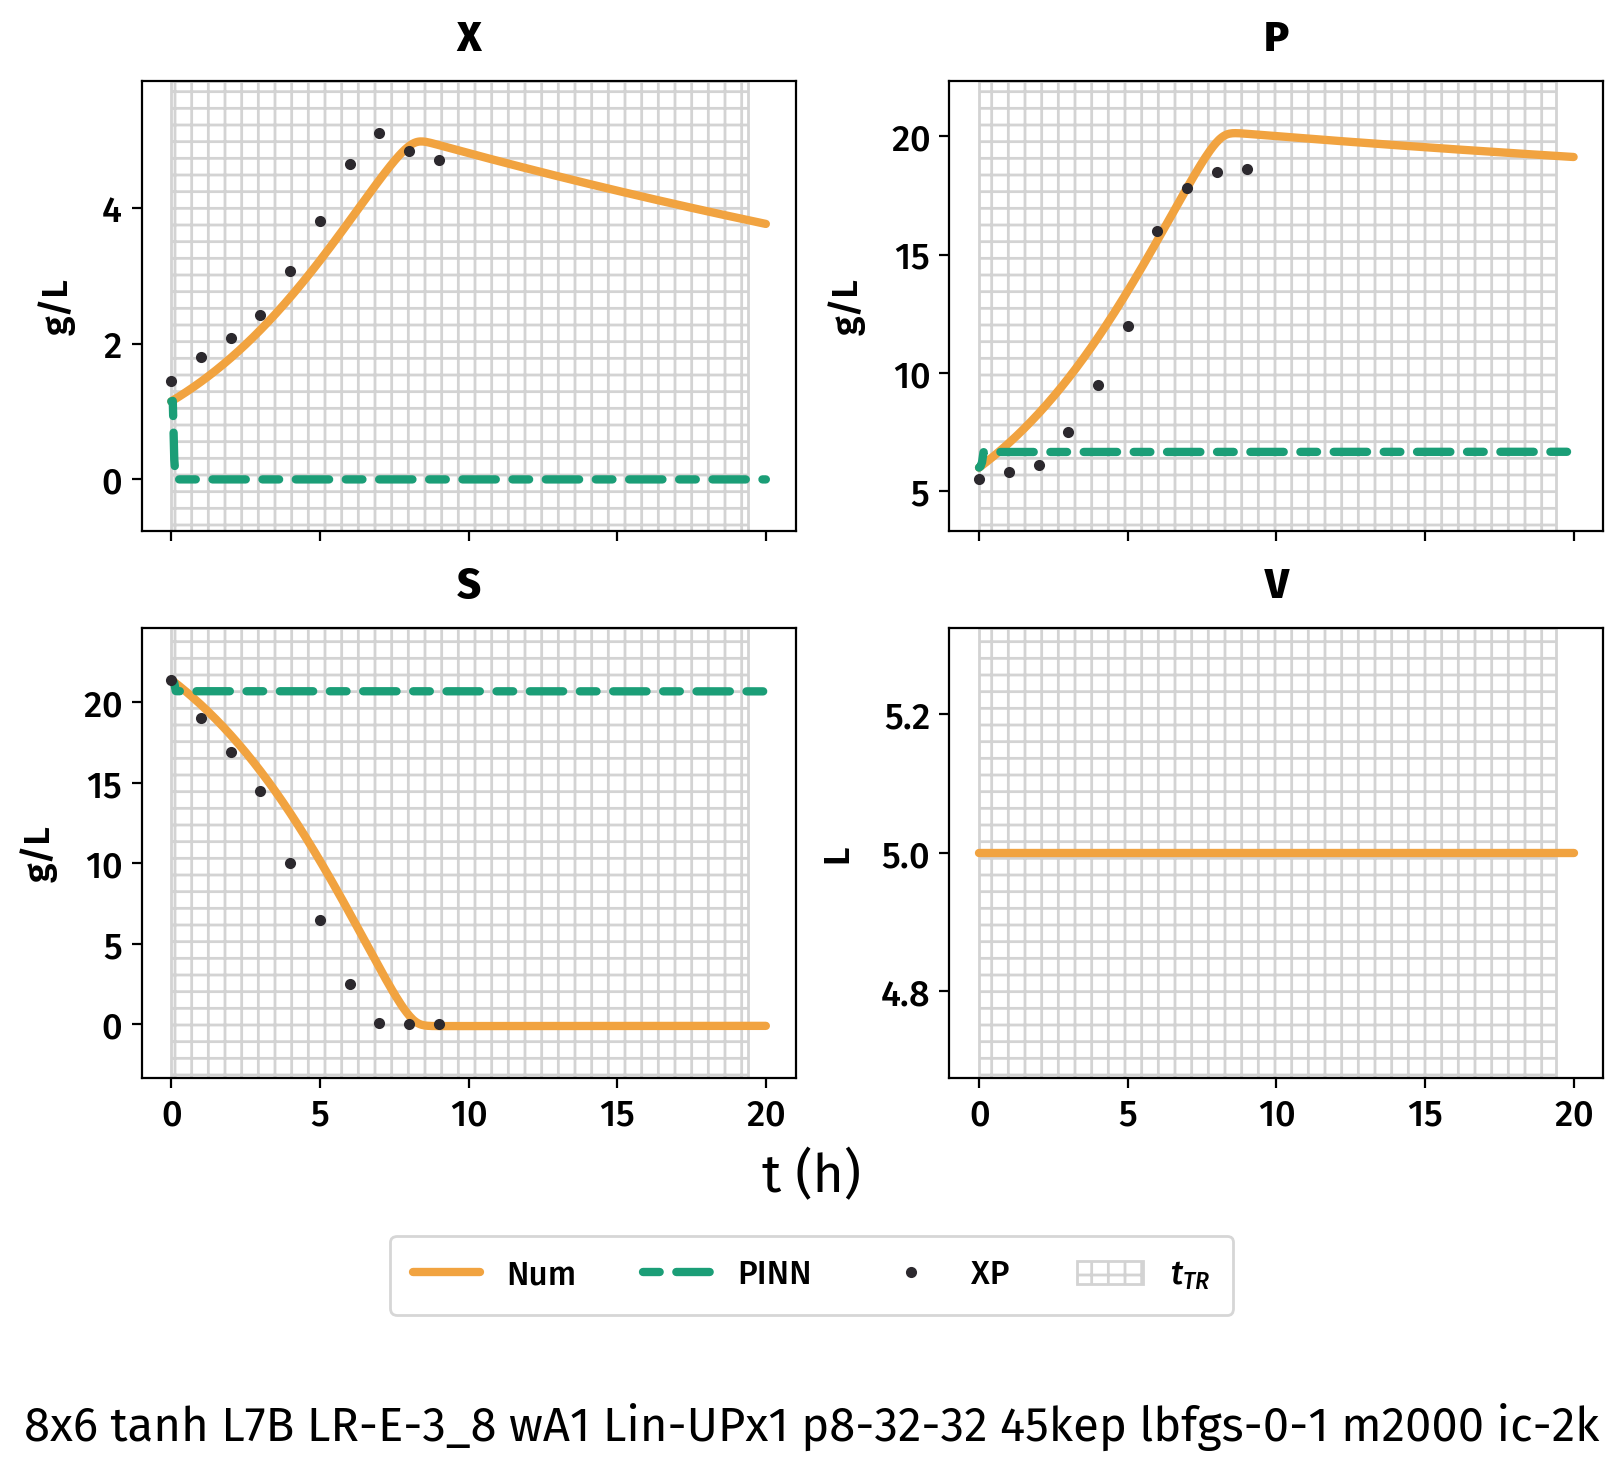 X
P
g/L
4
2
0
g/L
20
15
10
5
S
V
g/L
20
15
10
5
0
L
5.2
5.0
4.8
0 5 10 15 20
0 5 10 15 20
t (h)
Num PINN XP t_TR
8x6 tanh L7B LR-E-3_8 wA1 Lin-UPx1 p8-32-32 45kep lbfgs-0-1 m2000 ic-2k